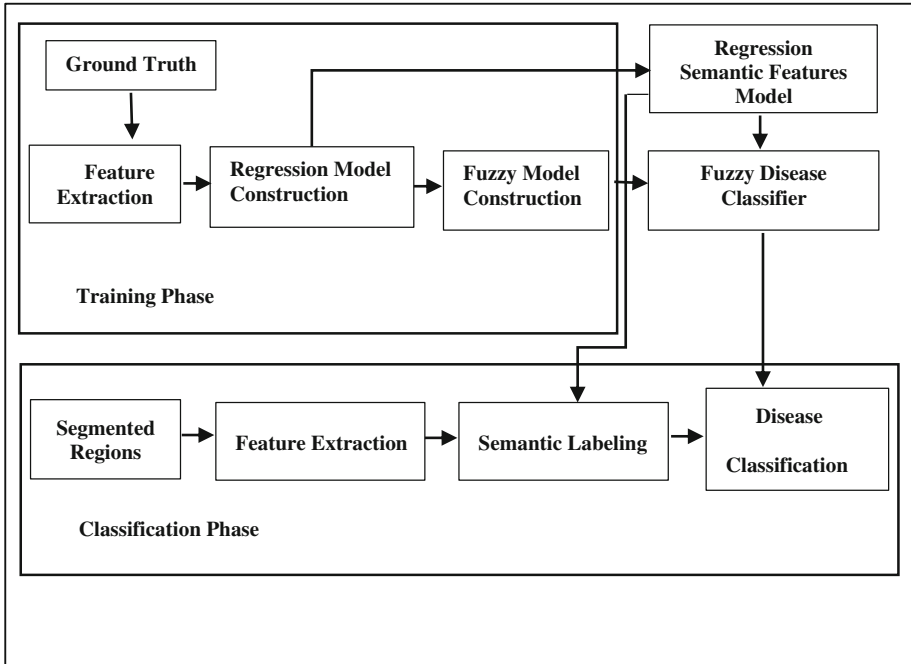 Ground Truth
Regression
Semantic Features
Model
Feature
Extraction
Regression Model
Construction
Fuzzy Model
Construction
Fuzzy Disease
Classifier
Training Phase
Segmented
Regions
Feature Extraction
Semantic Labeling
Disease
Classification
Classification Phase